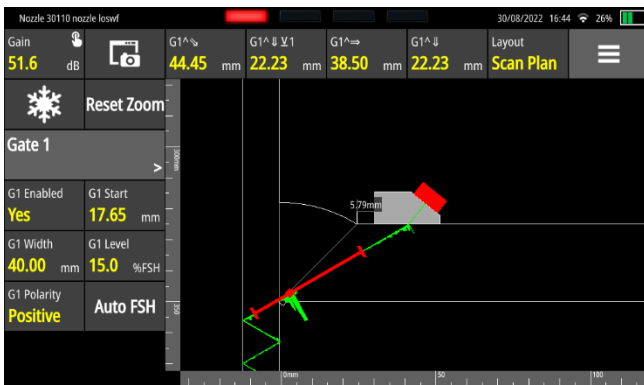 Nozzle 30110 nozzle loswf
30/08/2022 16:44 26%
Gain
51.6 dB
G1^⇘
44.45 mm
G1^⇓⊻1
22.23 mm
G1^⇒
38.50 mm
G1^⇓
22.23 mm
Layout
Scan Plan
Reset Zoom
Gate 1
>
G1 Enabled
Yes
G1 Start
17.65 mm
G1 Width
40.00 mm
G1 Level
15.0 %FSH
G1 Polarity
Positive
Auto FSH
300mm
5.79mm
350
0mm
50
100